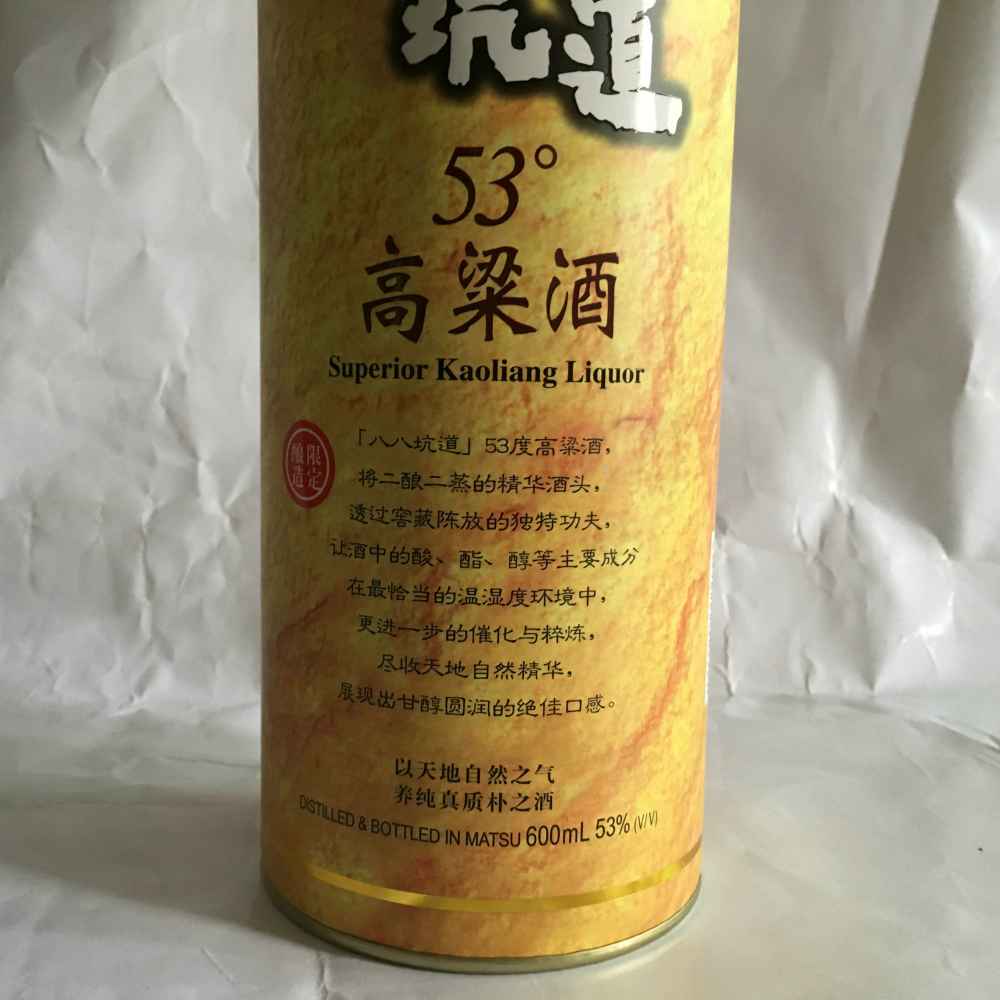 坑道
53°
高粱酒
Superior Kaoliang Liquor
限定
酿造
「八八坑道」53度高粱酒,
将二酿二蒸的精华酒头,
透过窖藏陈放的独特功夫,
让酒中的酸、酯、醇等主要成分
在最恰当的温湿度环境中,
更进一步的催化与粹炼,
尽收天地自然精华,
展现出甘醇圆润的绝佳口感。
以天地自然之气
养纯真质朴之酒
DISTILLED & BOTTLED IN MATSU 600mL 53% (V/V)